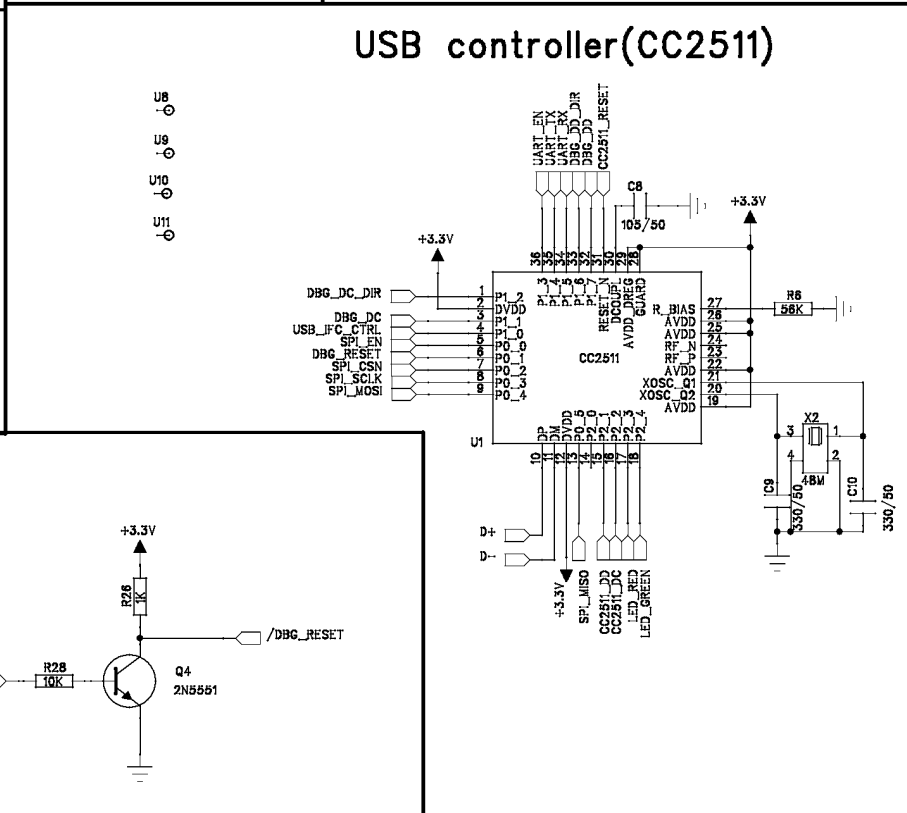 USB controller(CC2511)
U8
U9
U10
U11
UART_EN
UART_TX
UART_RX
DBG_DD_DIR
DBG_DD
CC2511_RESET
C8
105/50
+3.3V
+3.3V
36
35
34
33
32
31
30
29
28
P1_3
P1_4
P1_5
P1_6
P1_7
RESET_N
DCOUPL
AVDD_DREG
GUARD
DBG_DC_DIR 1 P1_2
2 DVDD
DBG_DC 3 P1_1
USB_IFC_CTRL 4 P1_0
SPI_EN 5 P0_0
DBG_RESET 6 P0_1
SPI_CSN 7 P0_2
SPI_SCLK 8 P0_3
SPI_MOSI 9 P0_4
CC2511
R_BIAS 27
AVDD 26
AVDD 25
RF_N 24
RF_P 23
AVDD 22
XOSC_Q1 21
XOSC_Q2 20
AVDD 19
R6
56K
U1
DP
DM
DVDD
P0_5
P2_0
P2_1
P2_2
P2_3
P2_4
10
11
12
13
14
15
16
17
18
X2
3 1
4 2
48M
C9
330/50
C10
330/50
D+
D-
+3.3V
SPI_MISO
CC2511_DD
CC2511_DC
LED_RED
LED_GREEN
+3.3V
R26
1K
/DBG_RESET
R28
10K
Q4
2N5551